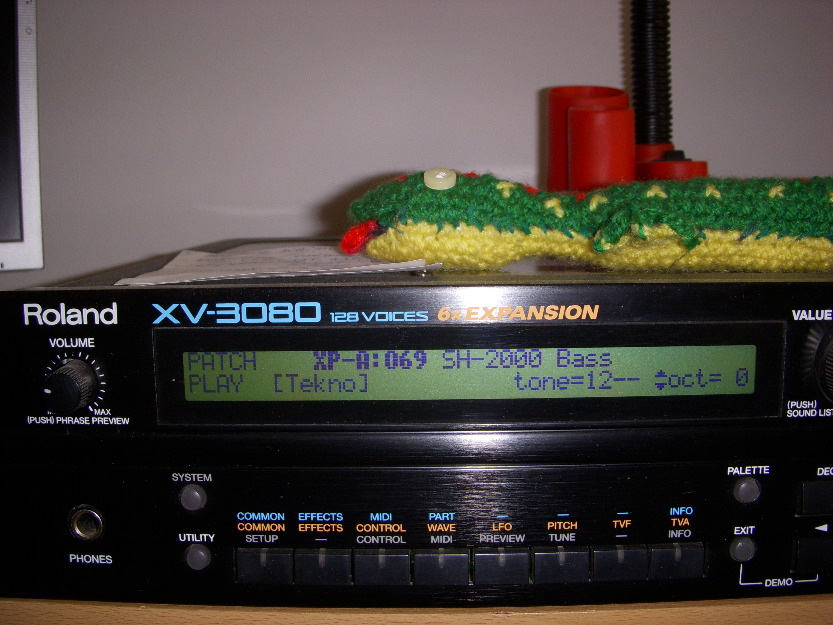 Roland XV-3080 128 VOICES 6x EXPANSION
VOLUME
MAX
(PUSH) PHRASE PREVIEW
PATCH XP-A:069 SH-2000 Bass
PLAY [Tekno] tone=12-- oct= 0
VALUE
(PUSH)
SOUND LIST
SYSTEM
UTILITY
PHONES
COMMON EFFECTS MIDI PART — — — INFO
COMMON EFFECTS CONTROL WAVE LFO PITCH TVF TVA
SETUP — CONTROL MIDI PREVIEW TUNE — INFO
PALETTE
EXIT
DEMO